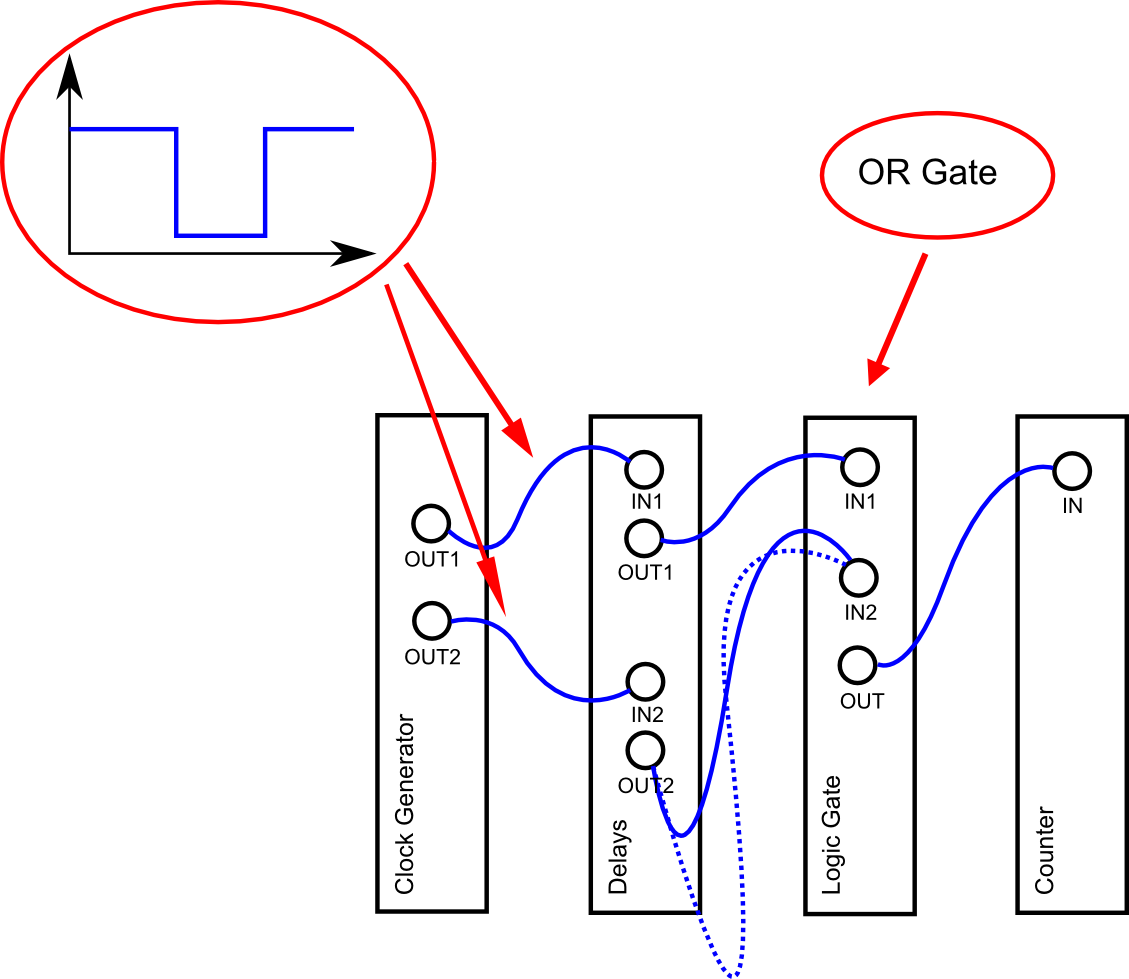 OR Gate
OUT1
OUT2
Clock Generator
IN1
OUT1
IN2
OUT2
Delays
IN1
IN2
OUT
Logic Gate
IN
Counter